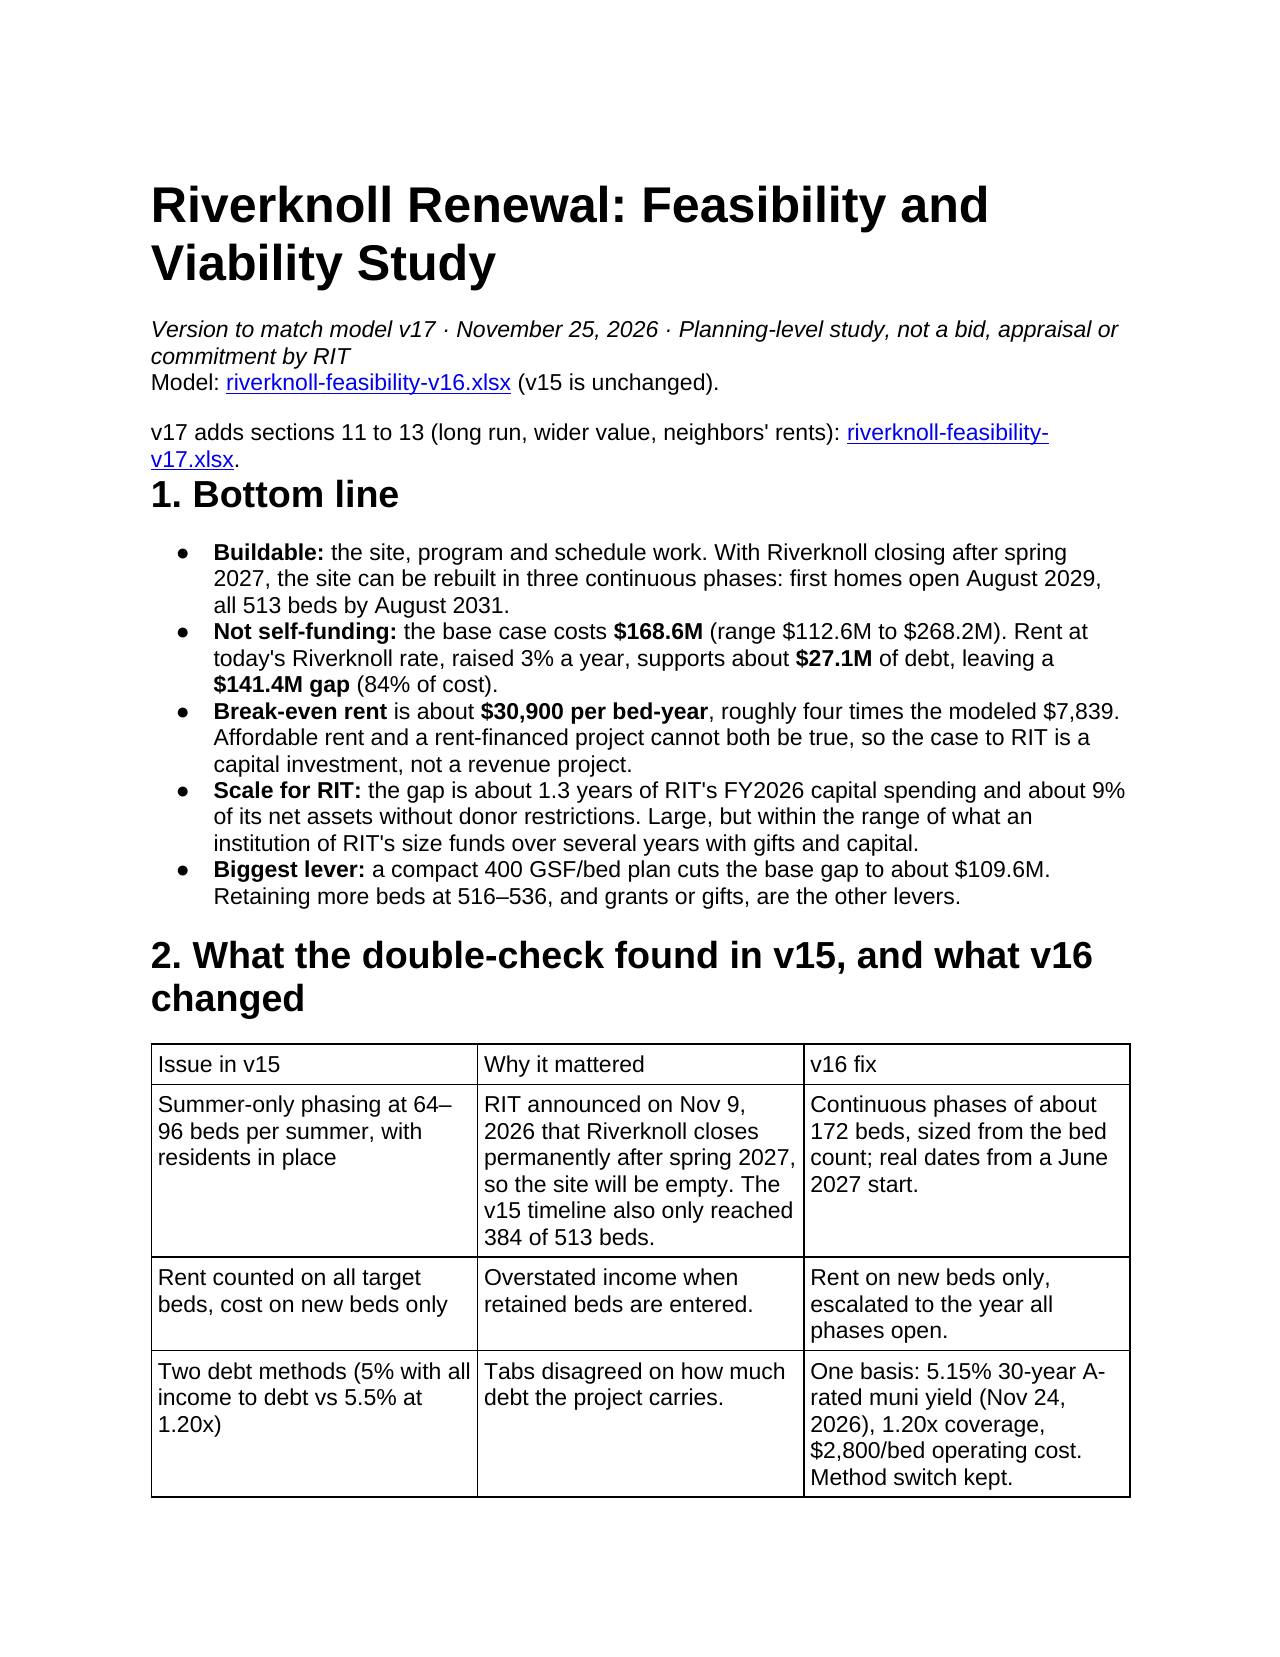 Riverknoll Renewal: Feasibility and
Viability Study
Version to match model v17 · November 25, 2026 · Planning-level study, not a bid, appraisal or
commitment by RIT
Model: riverknoll-feasibility-v16.xlsx (v15 is unchanged).
v17 adds sections 11 to 13 (long run, wider value, neighbors' rents): riverknoll-feasibility-
v17.xlsx.
1. Bottom line
● Buildable: the site, program and schedule work. With Riverknoll closing after spring
2027, the site can be rebuilt in three continuous phases: first homes open August 2029,
all 513 beds by August 2031.
● Not self-funding: the base case costs $168.6M (range $112.6M to $268.2M). Rent at
today's Riverknoll rate, raised 3% a year, supports about $27.1M of debt, leaving a
$141.4M gap (84% of cost).
● Break-even rent is about $30,900 per bed-year, roughly four times the modeled $7,839.
Affordable rent and a rent-financed project cannot both be true, so the case to RIT is a
capital investment, not a revenue project.
● Scale for RIT: the gap is about 1.3 years of RIT's FY2026 capital spending and about 9%
of its net assets without donor restrictions. Large, but within the range of what an
institution of RIT's size funds over several years with gifts and capital.
● Biggest lever: a compact 400 GSF/bed plan cuts the base gap to about $109.6M.
Retaining more beds at 516–536, and grants or gifts, are the other levers.
2. What the double-check found in v15, and what v16
changed
Issue in v15
Why it mattered
v16 fix
Summer-only phasing at 64–
96 beds per summer, with
residents in place
RIT announced on Nov 9,
2026 that Riverknoll closes
permanently after spring 2027,
so the site will be empty. The
v15 timeline also only reached
384 of 513 beds.
Continuous phases of about
172 beds, sized from the bed
count; real dates from a June
2027 start.
Rent counted on all target
beds, cost on new beds only
Overstated income when
retained beds are entered.
Rent on new beds only,
escalated to the year all
phases open.
Two debt methods (5% with all
income to debt vs 5.5% at
1.20x)
Tabs disagreed on how much
debt the project carries.
One basis: 5.15% 30-year A-
rated muni yield (Nov 24,
2026), 1.20x coverage,
$2,800/bed operating cost.
Method switch kept.